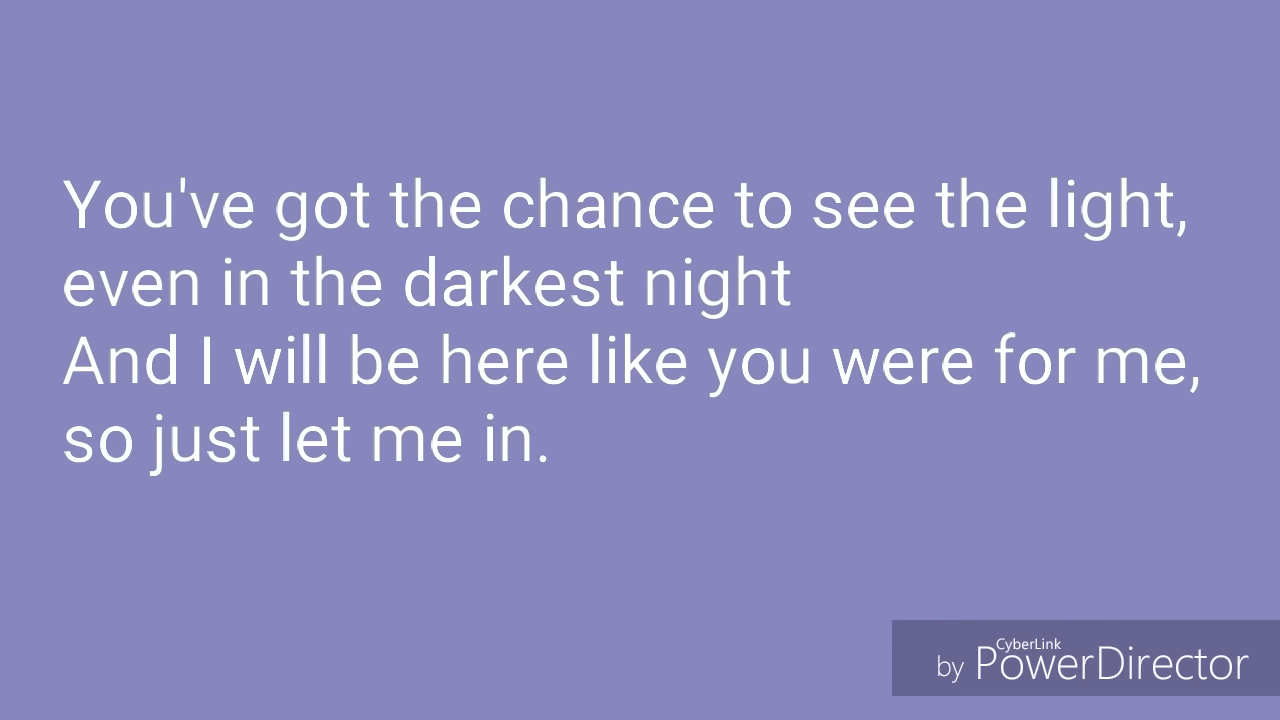 You've got the chance to see the light,
even in the darkest night
And I will be here like you were for me,
so just let me in.
by CyberLink PowerDirector